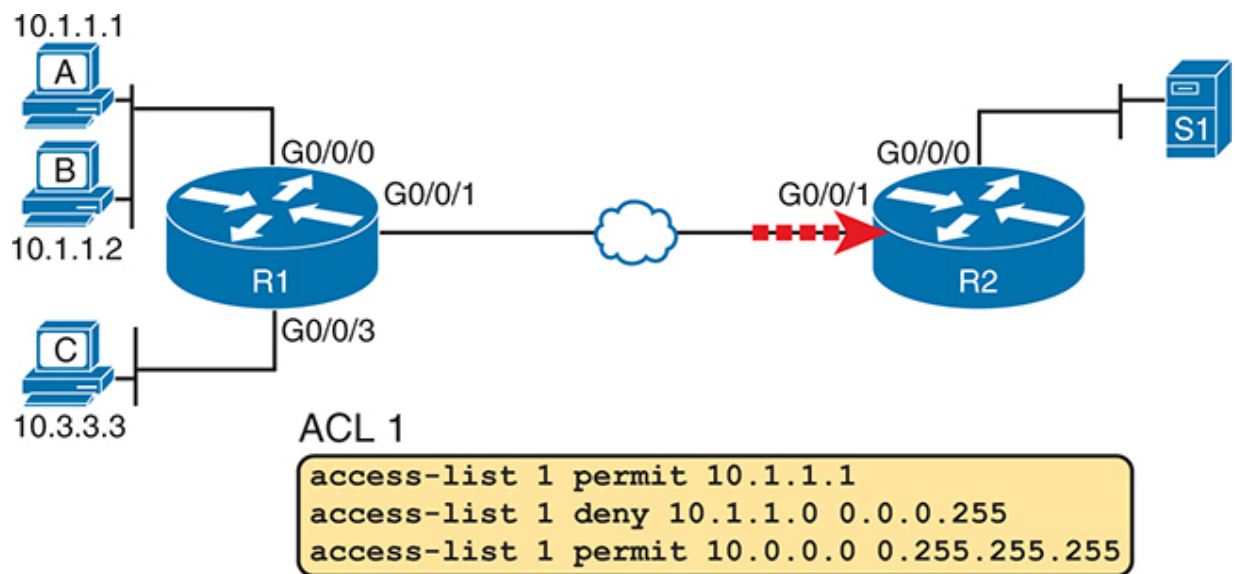 10.1.1.1
A
B
10.1.1.2
G0/0/0
G0/0/1
R1
G0/0/3
C
10.3.3.3
G0/0/0
G0/0/1
R2
S1
ACL 1
access-list 1 permit 10.1.1.1
access-list 1 deny 10.1.1.0 0.0.0.255
access-list 1 permit 10.0.0.0 0.255.255.255